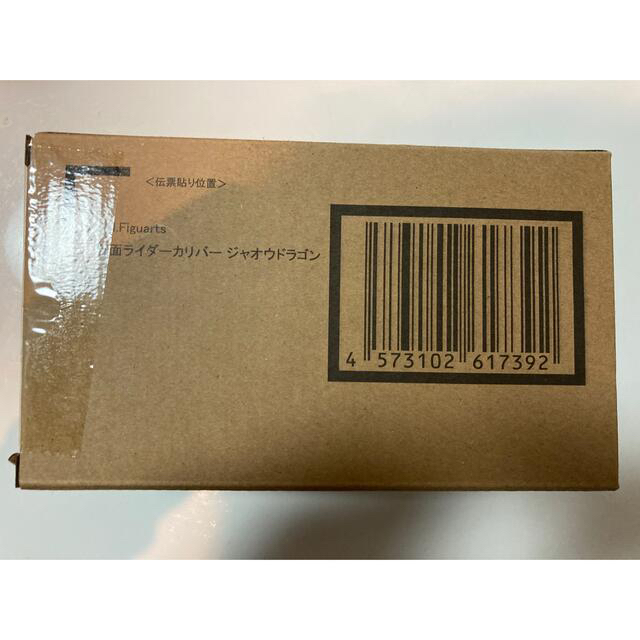 <伝票貼り位置>
.Figuarts
面ライダーカリバー ジャオウドラゴン
4 573102 617392